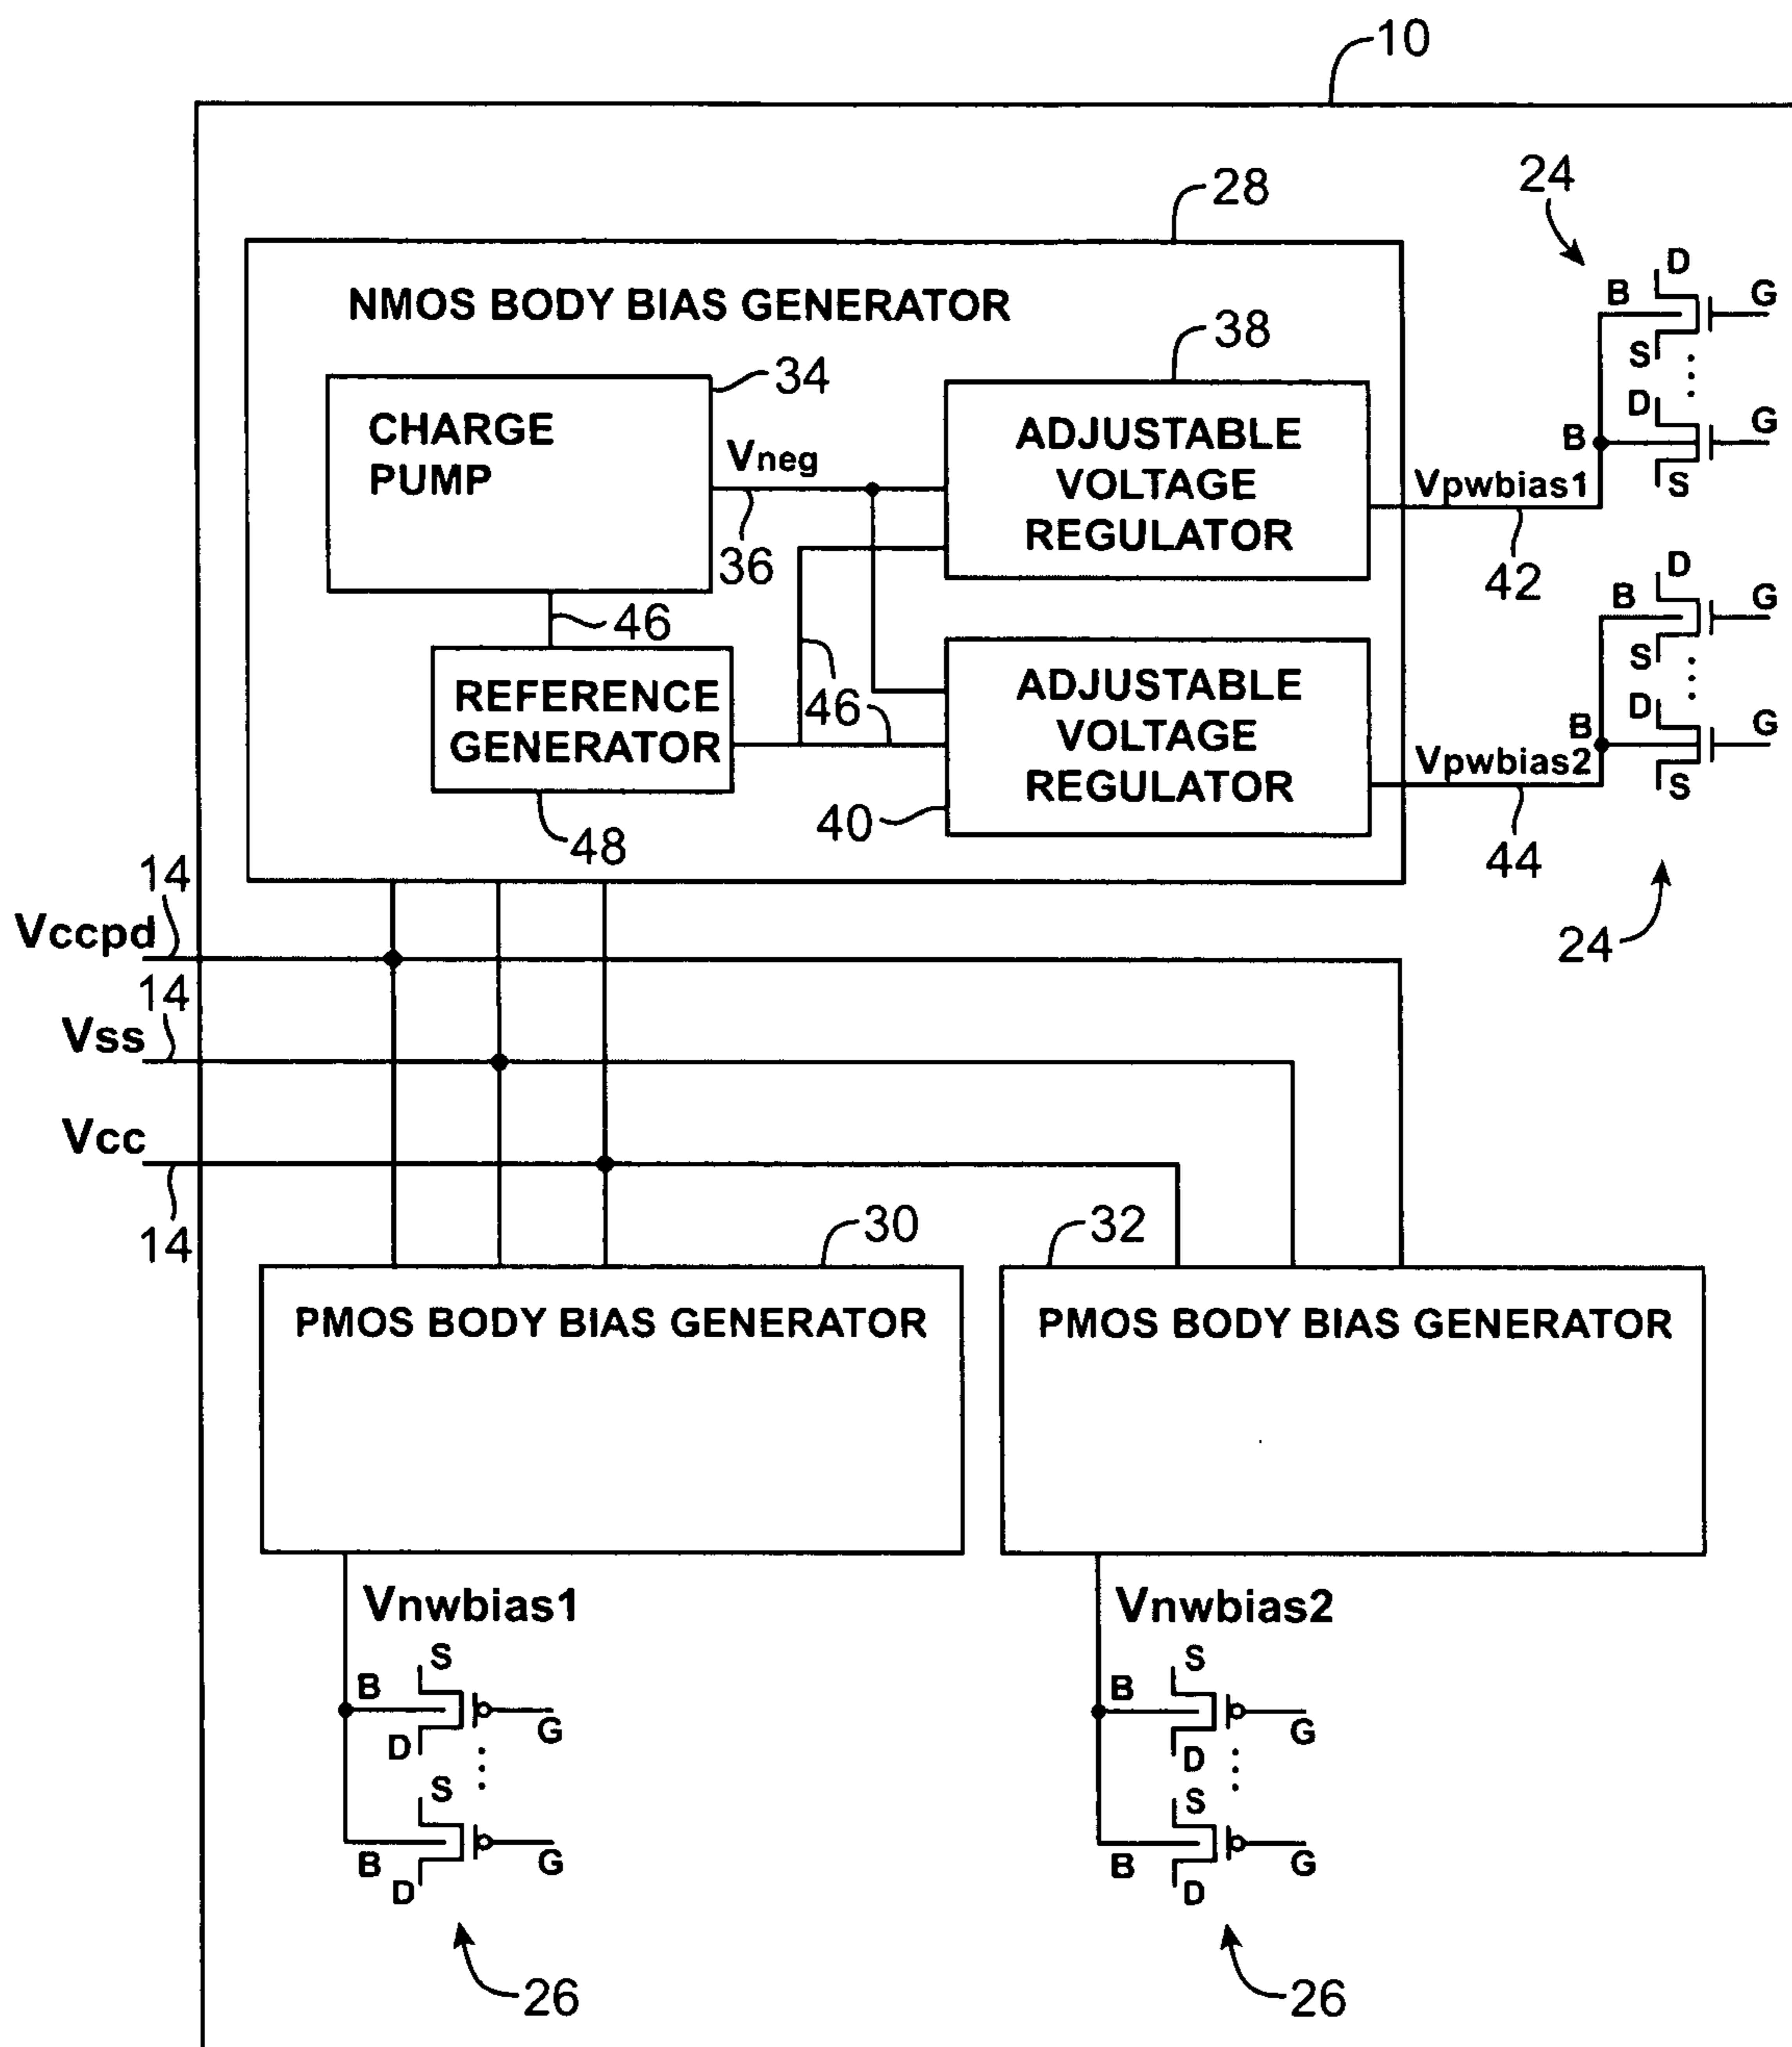 10
24
28
D
B
G
NMOS BODY BIAS GENERATOR
38
S
34
D
CHARGE
PUMP
Vneg
ADJUSTABLE
VOLTAGE
REGULATOR
B
G
S
Vpwbias1
36
42
D
B
G
46
S
REFERENCE
GENERATOR
46
ADJUSTABLE
VOLTAGE
REGULATOR
D
B
G
Vpwbias2
S
40
48
44
14
Vccpd
24
14
Vss
Vcc
14
30
32
PMOS BODY BIAS GENERATOR
PMOS BODY BIAS GENERATOR
Vnwbias1
Vnwbias2
S
B
G
D
S
B
G
D
S
B
G
D
S
B
G
D
26
26